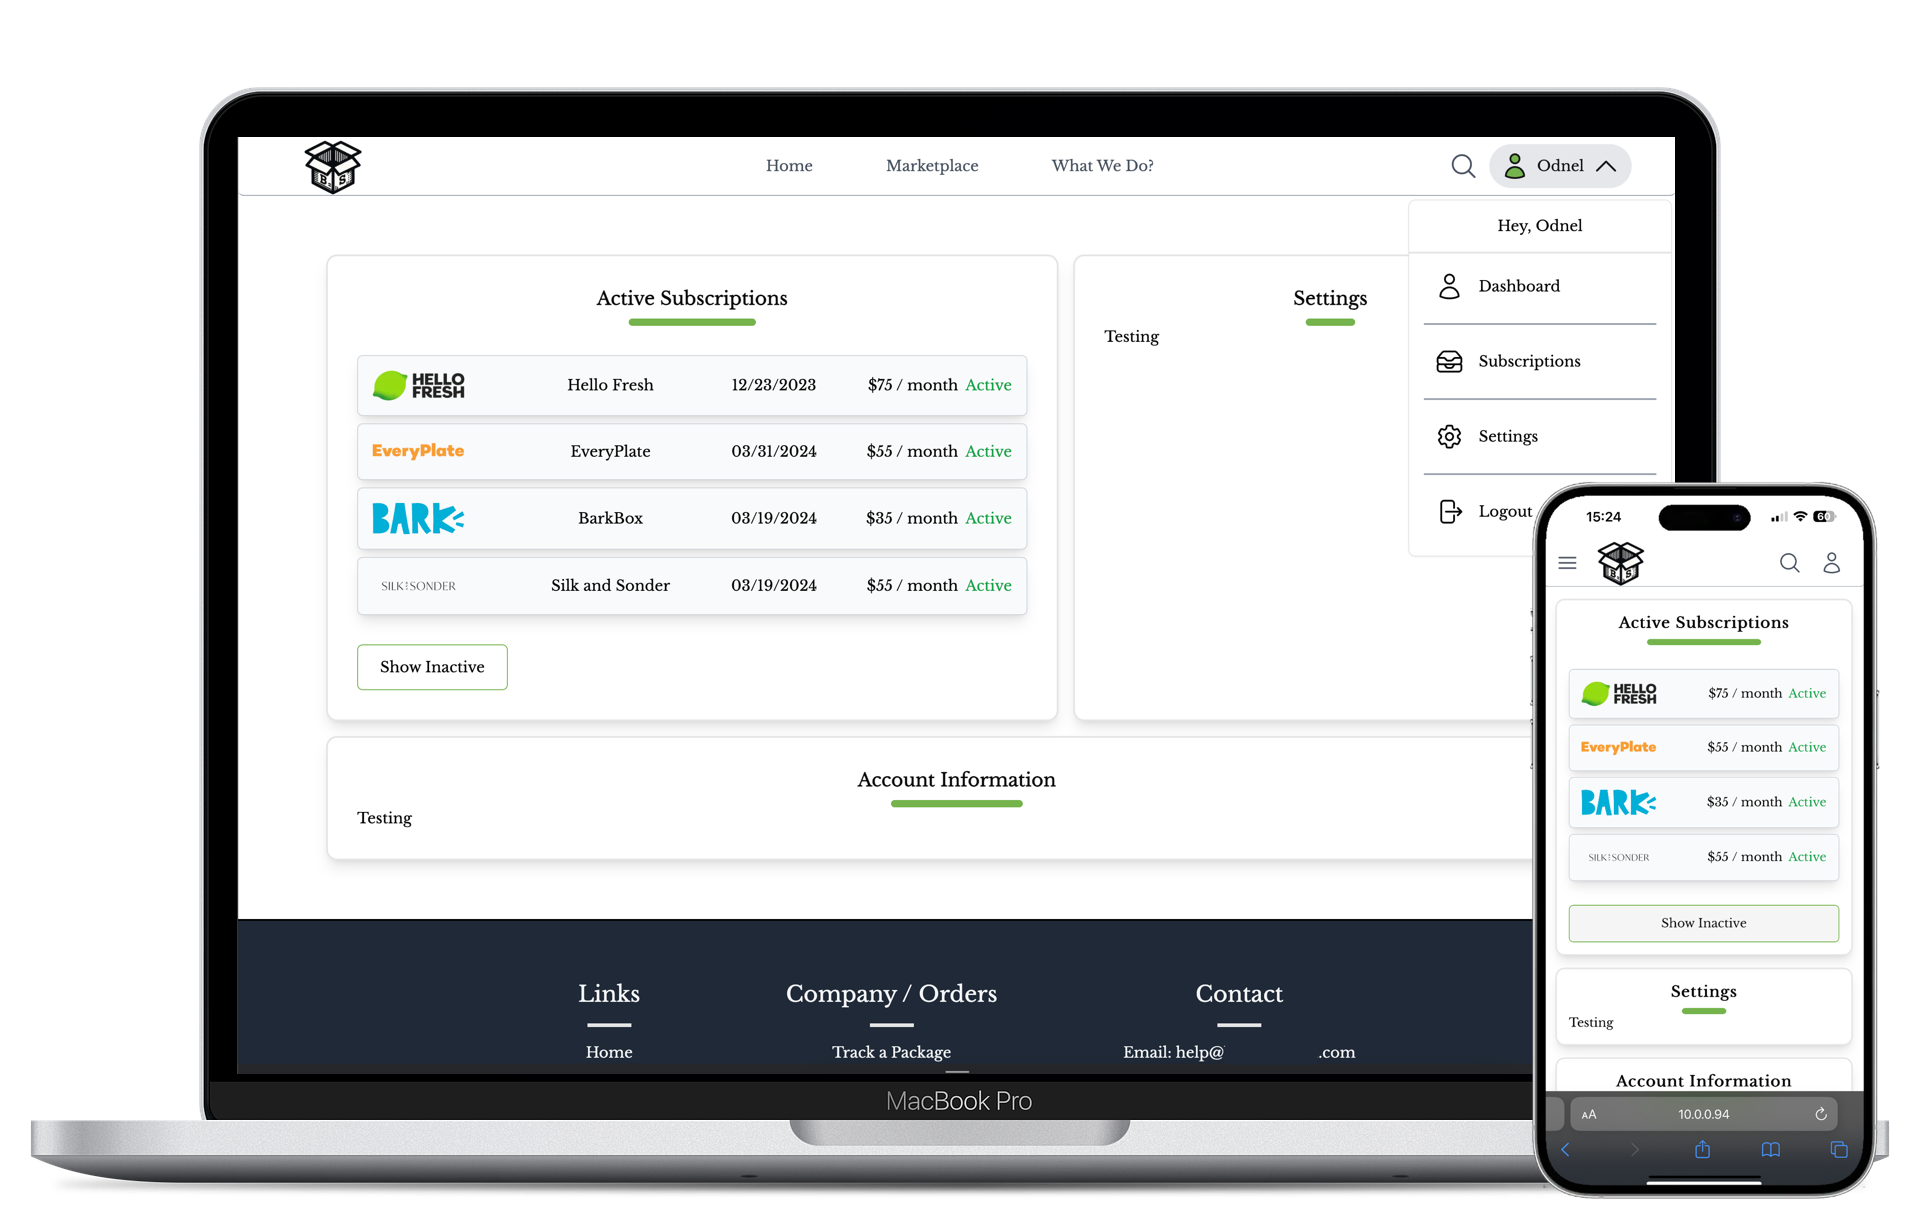 B S
Home Marketplace What We Do? Odnel
Hey, Odnel
Dashboard
Subscriptions
Settings
Logout
Active Subscriptions
HELLO FRESH Hello Fresh 12/23/2023 $75 / month Active
EveryPlate EveryPlate 03/31/2024 $55 / month Active
BARK BarkBox 03/19/2024 $35 / month Active
SILK AND SONDER Silk and Sonder 03/19/2024 $55 / month Active
Show Inactive
Settings
Testing
Account Information
Testing
Links Company / Orders Contact
Home Track a Package Email: help@ .com
MacBook Pro
15:24 60
B S
Active Subscriptions
HELLO FRESH $75 / month Active
EveryPlate $55 / month Active
BARK $35 / month Active
SILK AND SONDER $55 / month Active
Show Inactive
Settings
Testing
Account Information
AA 10.0.0.94